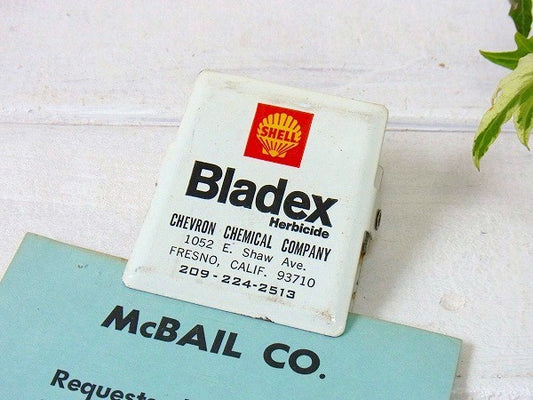 SHELL
Bladex
Herbicide
CHEVRON CHEMICAL COMPANY
1052 E. Shaw Ave.
FRESNO, CALIF. 93710
209-224-2513
McBAIL CO.